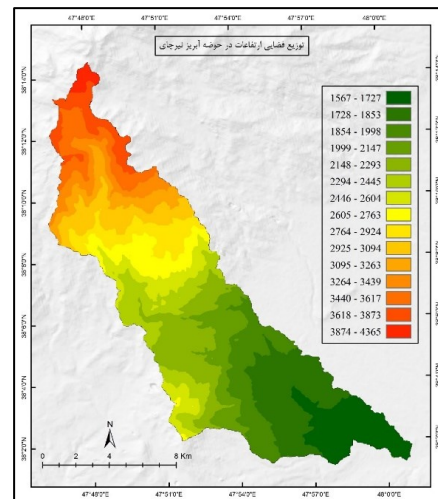 47°48'0"E 47°51'0"E 47°54'0"E 47°57'0"E 48°0'0"E
توزیع فضایی ارتفاعات در حوضه آبریز نیرچای
38°14'0"N
38°12'0"N
38°10'0"N
38°8'0"N
38°6'0"N
38°4'0"N
38°2'0"N
1567 - 1727
1728 - 1853
1854 - 1998
1999 - 2147
2148 - 2293
2294 - 2445
2446 - 2604
2605 - 2763
2764 - 2924
2925 - 3094
3095 - 3263
3264 - 3439
3440 - 3617
3618 - 3873
3874 - 4365
N
0 2 4 8 Km
47°48'0"E 47°51'0"E 47°54'0"E 47°57'0"E 48°0'0"E